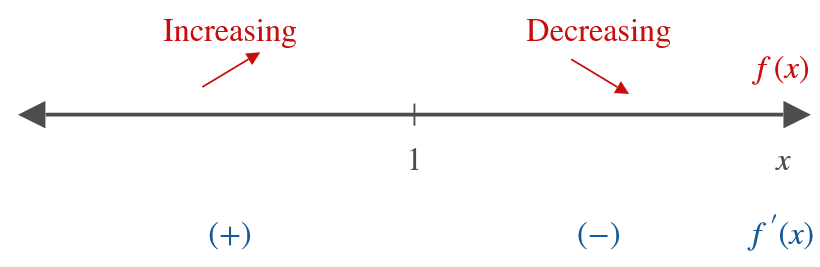 Increasing Decreasing
f(x)
1 x
(+) (−) f′(x)